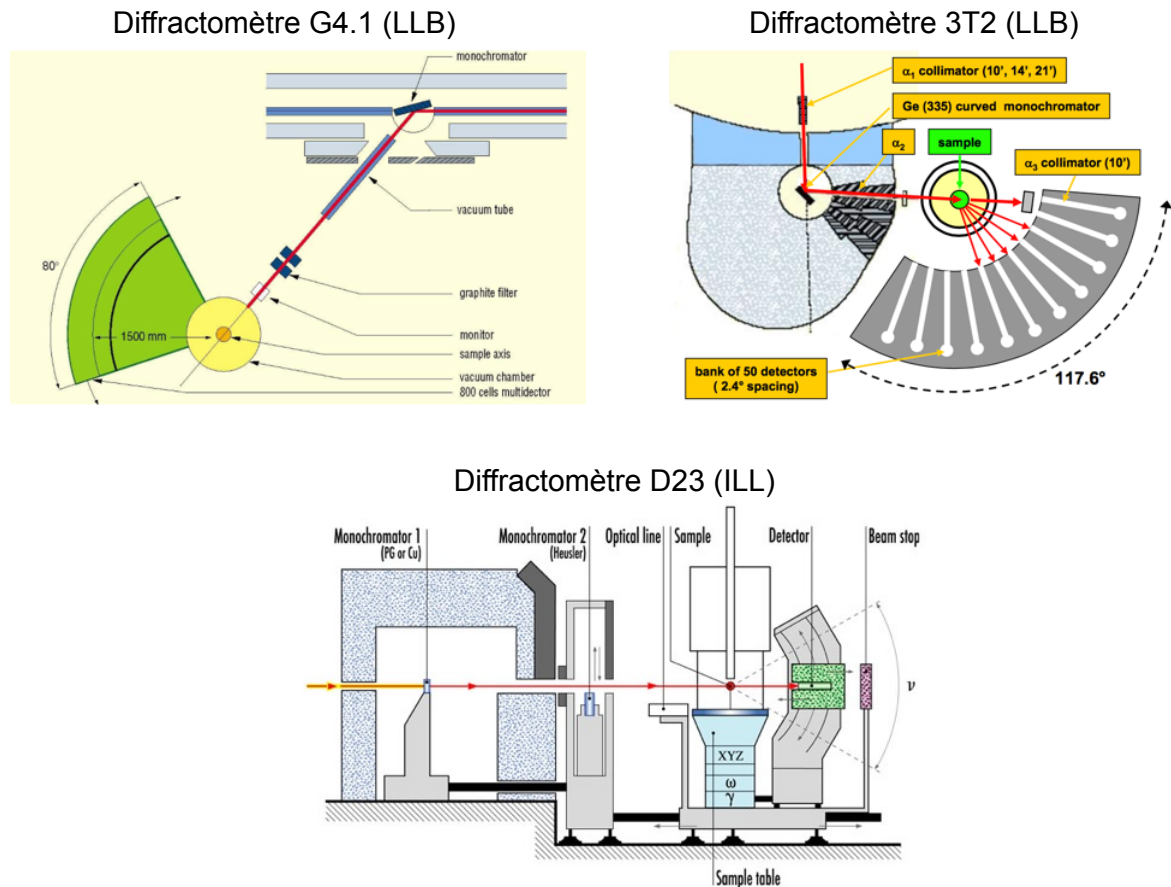 Diffractomètre G4.1 (LLB)
monochromator
vacuum tube
80°
graphite filter
1500 mm
monitor
sample axis
vacuum chamber
800 cells multidector
Diffractomètre 3T2 (LLB)
α1 collimator (10', 14', 21')
Ge (335) curved monochromator
α2
sample
α3 collimator (10')
bank of 50 detectors
( 2.4° spacing)
117.6°
Diffractomètre D23 (ILL)
Monochromator 1
(PG or Cu)
Monochromator 2
(Heusler)
Optical line
Sample
Detector
Beam stop
ν
XYZ
ω
γ
Sample table